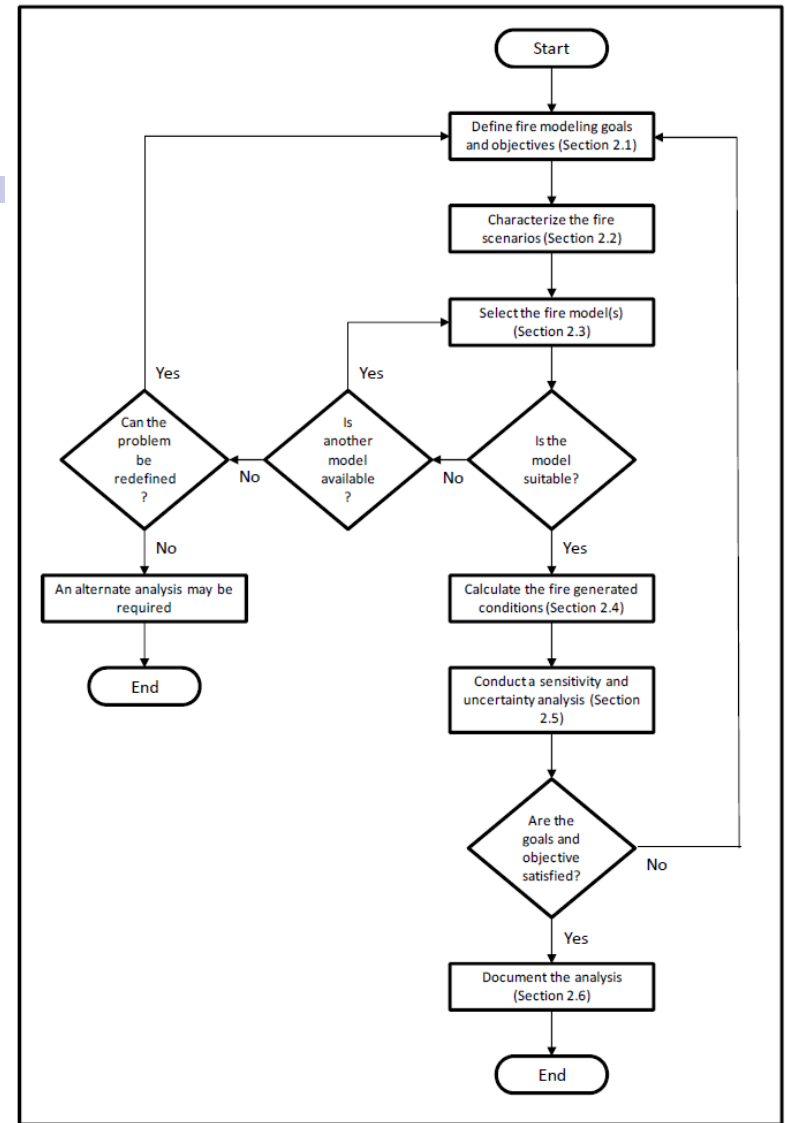 Start
Define fire modeling goals
and objectives (Section 2.1)
Characterize the fire
scenarios (Section 2.2)
Select the fire model(s)
(Section 2.3)
Yes
Yes
Can the
problem
be
redefined
?
Is
another
model
available
?
Is the
model
suitable?
No
No
No
Yes
An alternate analysis may be
required
Calculate the fire generated
conditions (Section 2.4)
End
Conduct a sensitivity and
uncertainty analysis (Section
2.5)
Are the
goals and
objective
satisfied?
No
Yes
Document the analysis
(Section 2.6)
End